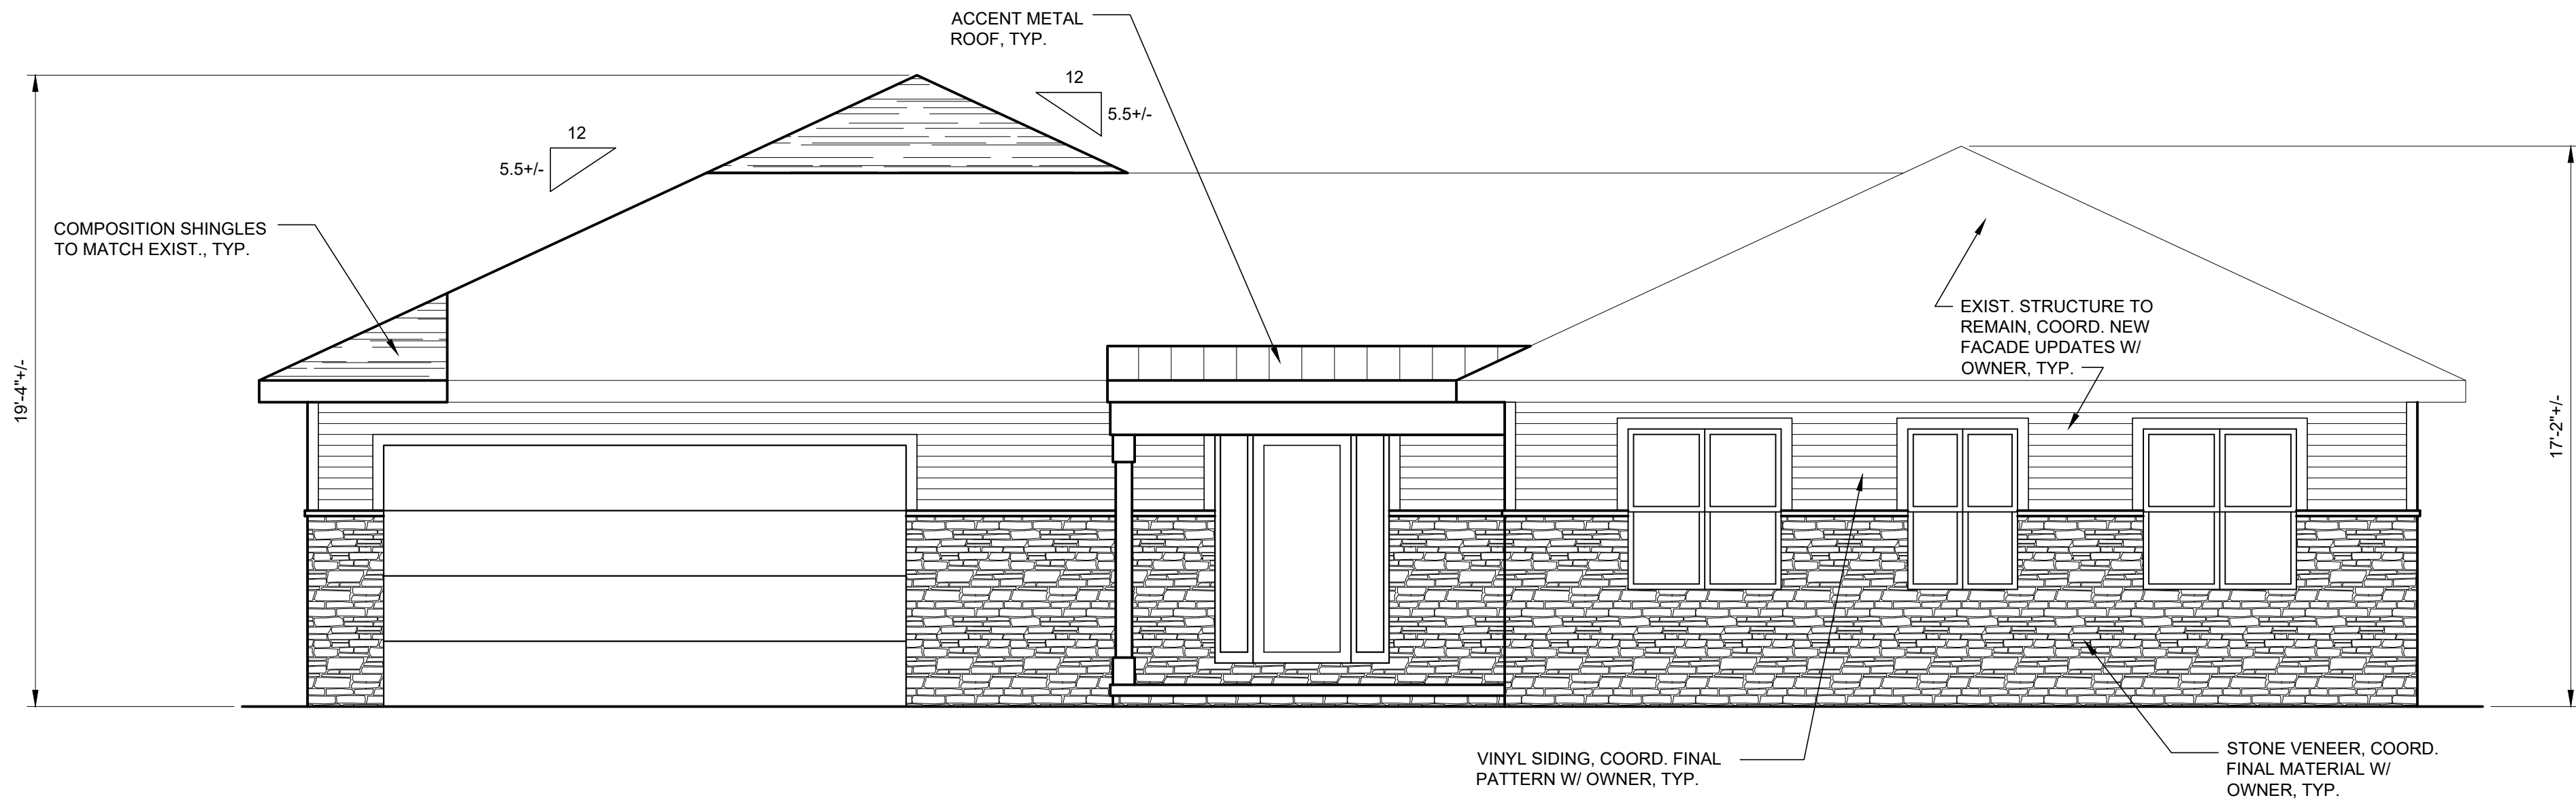 ACCENT METAL
ROOF, TYP.
12
5.5+/-
12
5.5+/-
COMPOSITION SHINGLES
TO MATCH EXIST., TYP.
EXIST. STRUCTURE TO
REMAIN, COORD. NEW
FACADE UPDATES W/
OWNER, TYP.
19'-4"+/-
17'-2"+/-
VINYL SIDING, COORD. FINAL
PATTERN W/ OWNER, TYP.
STONE VENEER, COORD.
FINAL MATERIAL W/
OWNER, TYP.